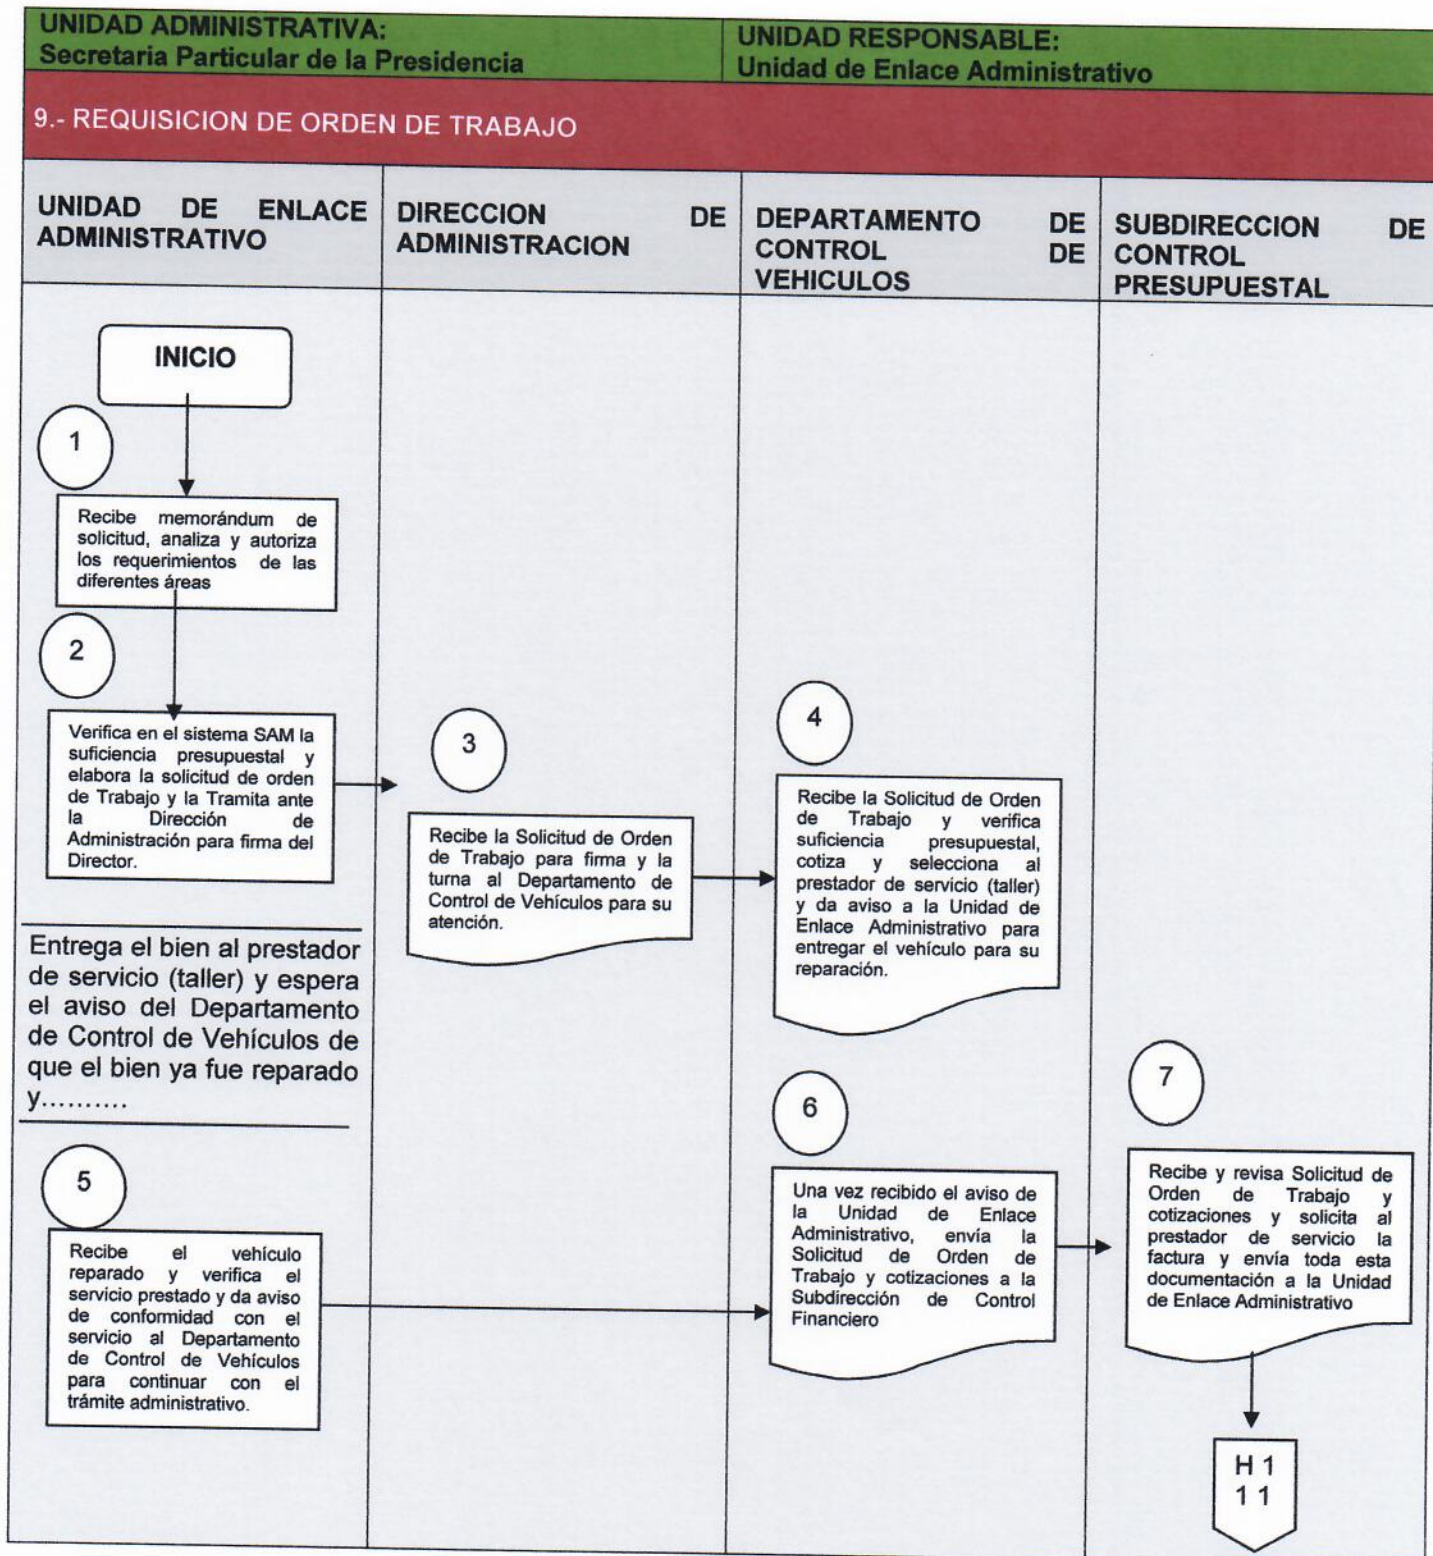 UNIDAD ADMINISTRATIVA:
Secretaria Particular de la Presidencia
UNIDAD RESPONSABLE:
Unidad de Enlace Administrativo
9.- REQUISICION DE ORDEN DE TRABAJO
UNIDAD DE ENLACE
ADMINISTRATIVO
DIRECCION DE
ADMINISTRACION
DEPARTAMENTO DE
CONTROL DE
VEHICULOS
SUBDIRECCION DE
CONTROL
PRESUPUESTAL
INICIO
1
Recibe memorándum de
solicitud, analiza y autoriza
los requerimientos de las
diferentes áreas
2
Verifica en el sistema SAM la
suficiencia presupuestal y
elabora la solicitud de orden
de Trabajo y la Tramita ante
la Dirección de
Administración para firma del
Director.
3
Recibe la Solicitud de Orden
de Trabajo para firma y la
turna al Departamento de
Control de Vehículos para su
atención.
4
Recibe la Solicitud de Orden
de Trabajo y verifica
suficiencia presupuestal,
cotiza y selecciona al
prestador de servicio (taller)
y da aviso a la Unidad de
Enlace Administrativo para
entregar el vehículo para su
reparación.
Entrega el bien al prestador
de servicio (taller) y espera
el aviso del Departamento
de Control de Vehículos de
que el bien ya fue reparado
y..........
5
Recibe el vehículo
reparado y verifica el
servicio prestado y da aviso
de conformidad con el
servicio al Departamento
de Control de Vehículos
para continuar con el
trámite administrativo.
6
Una vez recibido el aviso de
la Unidad de Enlace
Administrativo, envía la
Solicitud de Orden de
Trabajo y cotizaciones a la
Subdirección de Control
Financiero
7
Recibe y revisa Solicitud de
Orden de Trabajo y
cotizaciones y solicita al
prestador de servicio la
factura y envía toda esta
documentación a la Unidad
de Enlace Administrativo
H 1
1 1